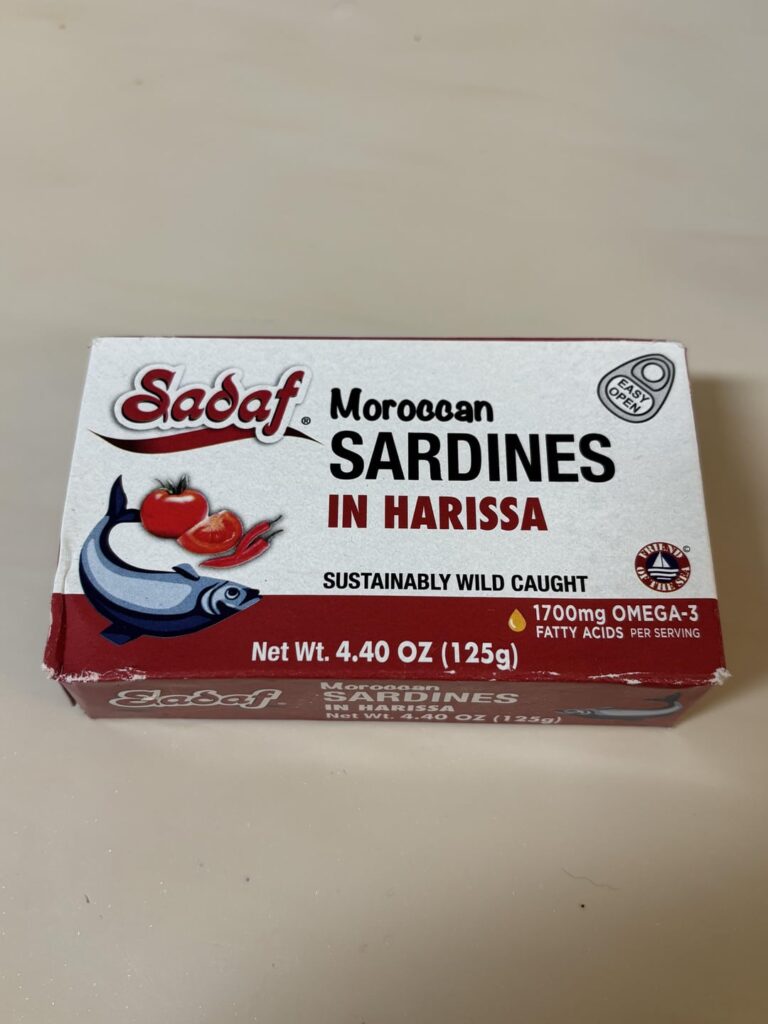 Sadaf®
Moroccan
SARDINES
IN HARISSA
EASY
OPEN
SUSTAINABLY WILD CAUGHT
FRIEND
OF THE SEA
©
1700mg OMEGA-3
FATTY ACIDS PER SERVING
Net Wt. 4.40 OZ (125g)
Sadaf®
Moroccan
SARDINES
IN HARISSA
Net Wt. 4.40 OZ (125g)